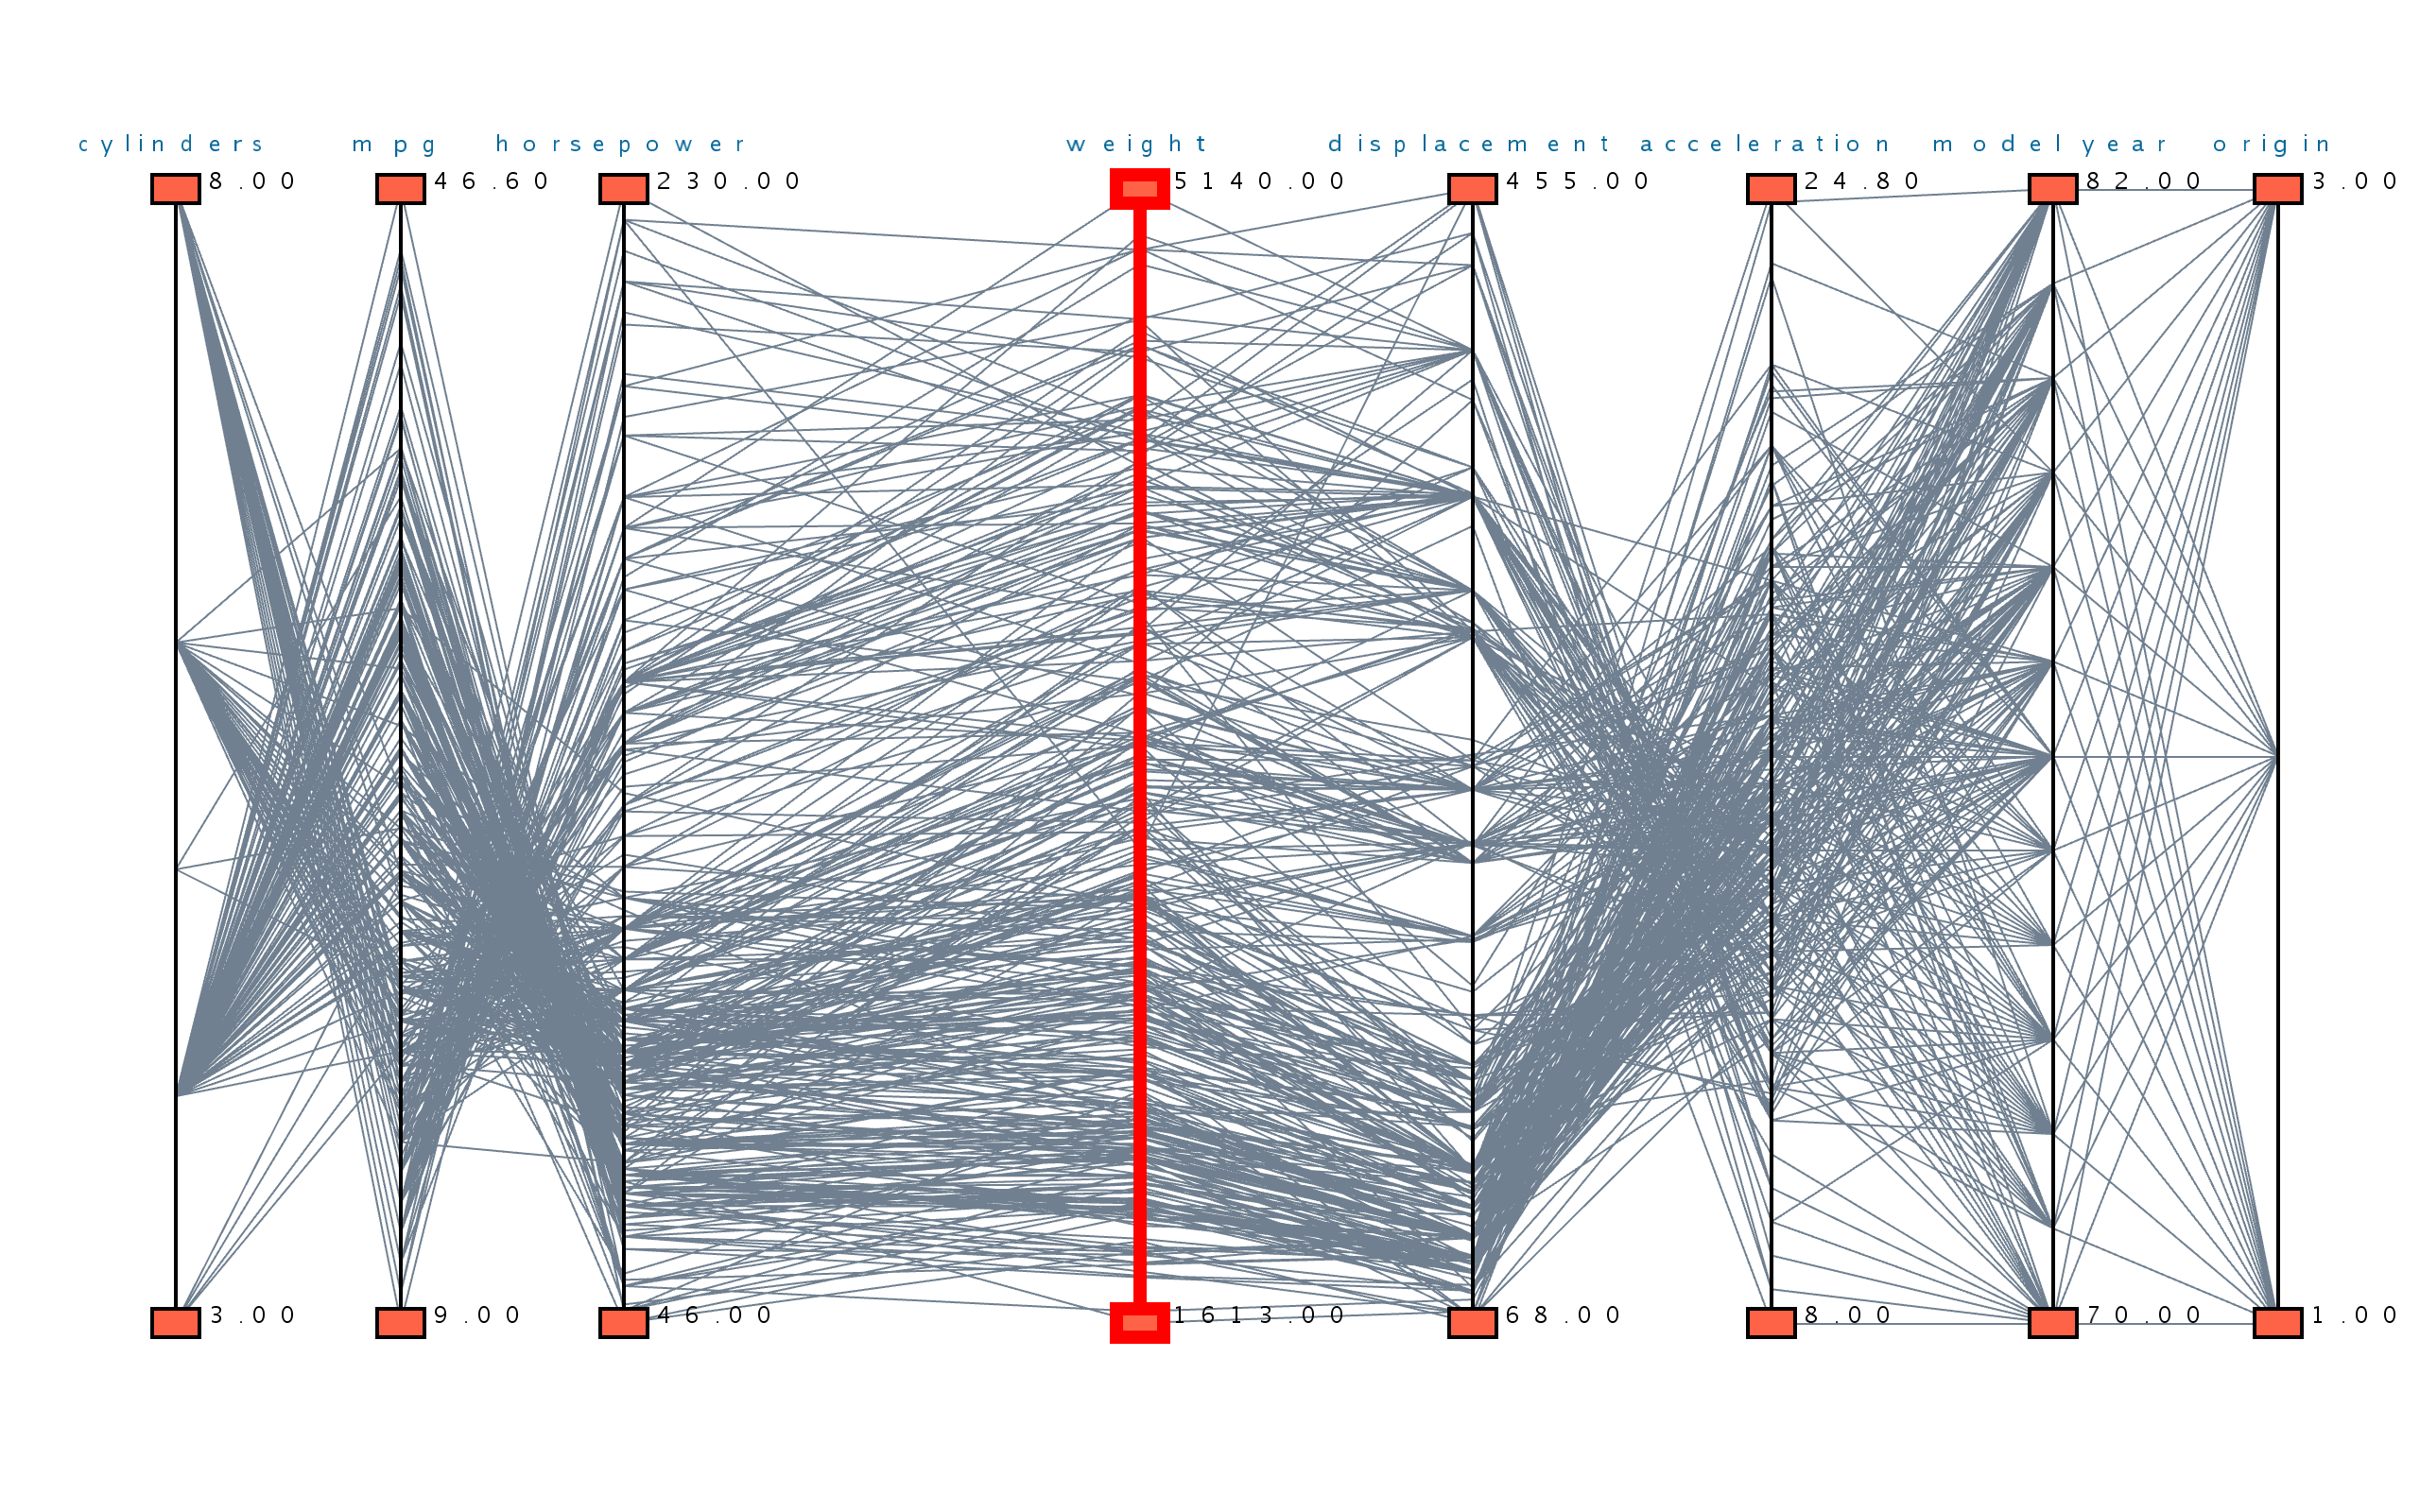 cylinders mpg horsepower weight displacement acceleration modelyear origin
8.00 46.60 230.00 5140.00 455.00 24.80 82.00 3.00
3.00 9.00 46.00 1613.00 68.00 8.00 70.00 1.00